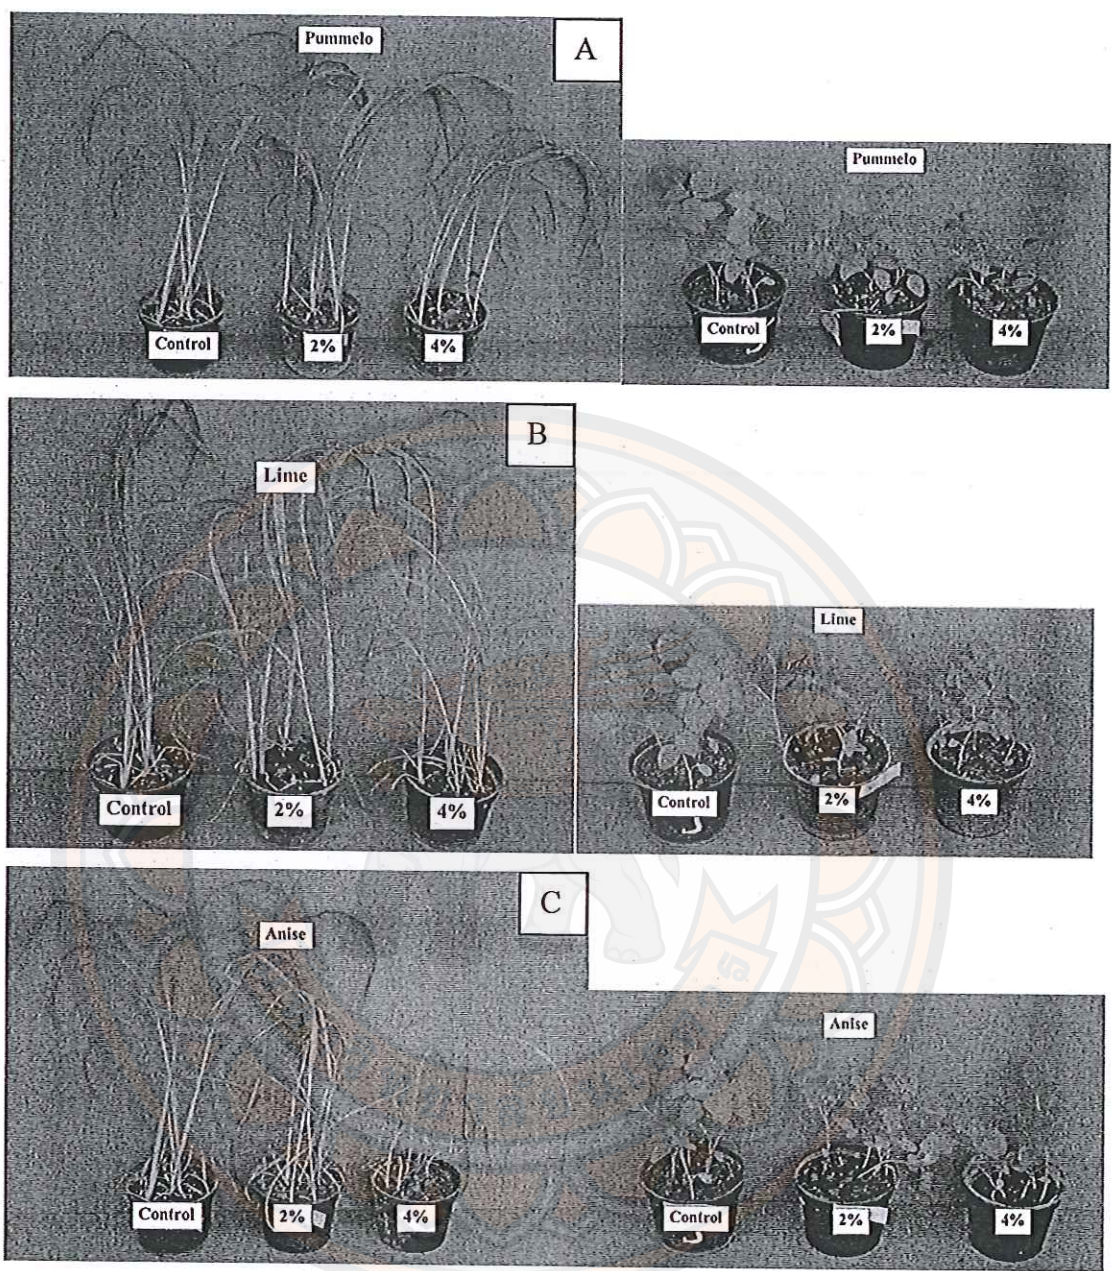 Pummelo
A
Control
2%
4%
Pummelo
Control
2%
4%
B
Lime
Control
2%
4%
Lime
Control
2%
4%
C
Anise
Control
2%
4%
Anise
Control
2%
4%